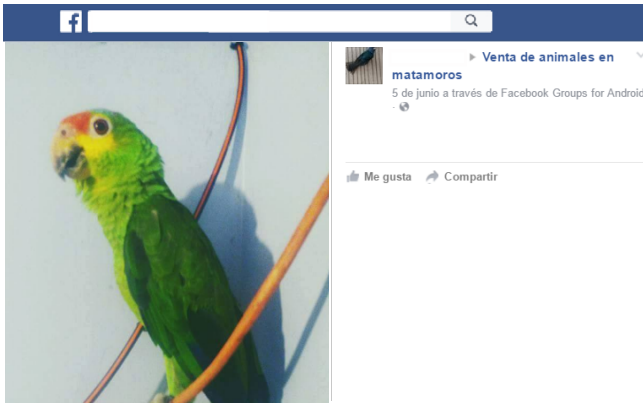 f
▶ Venta de animales en
matamoros
5 de junio a través de Facebook Groups for Android
·
Me gusta Compartir